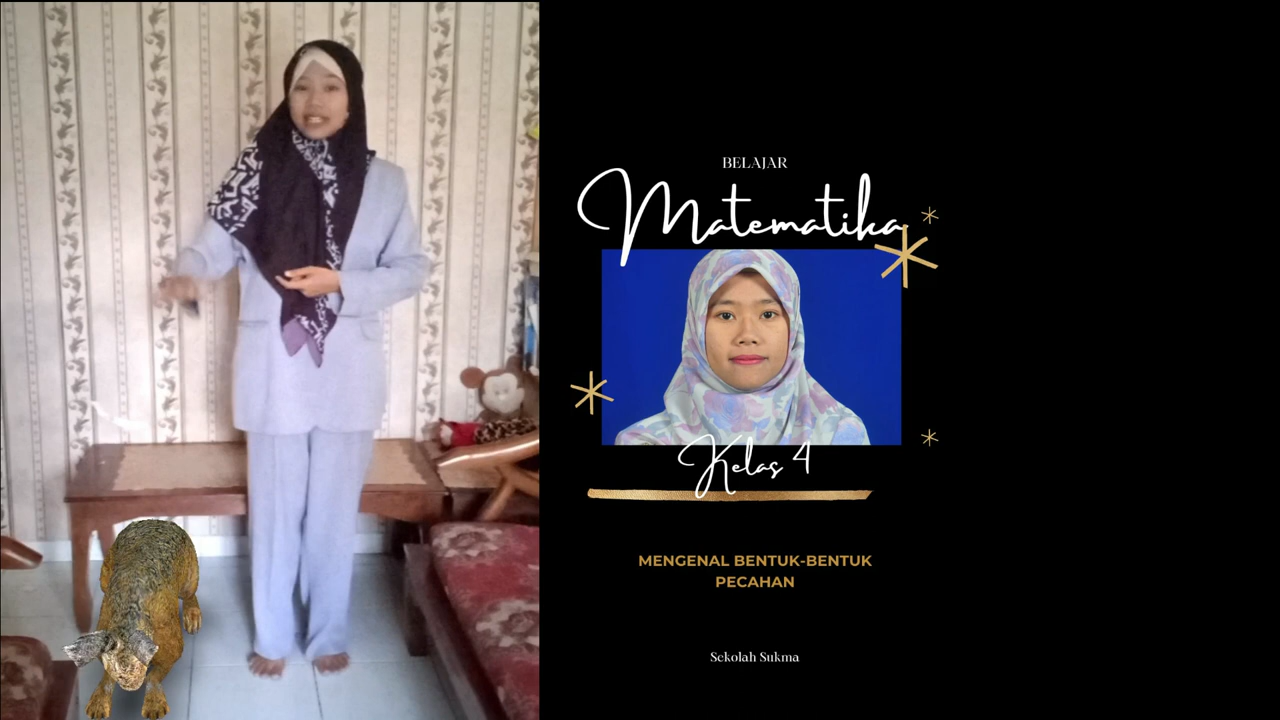 BELAJAR
Matematika
Kelas 4
MENGENAL BENTUK-BENTUK
PECAHAN
Sekolah Sukma